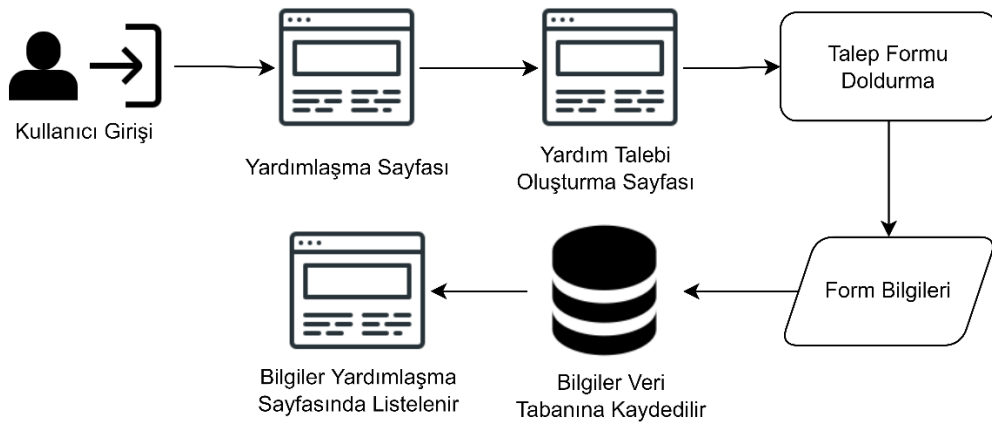 Kullanıcı Girişi
Yardımlaşma Sayfası
Yardım Talebi
Oluşturma Sayfası
Talep Formu
Doldurma
Form Bilgileri
Bilgiler Veri
Tabanına Kaydedilir
Bilgiler Yardımlaşma
Sayfasında Listelenir